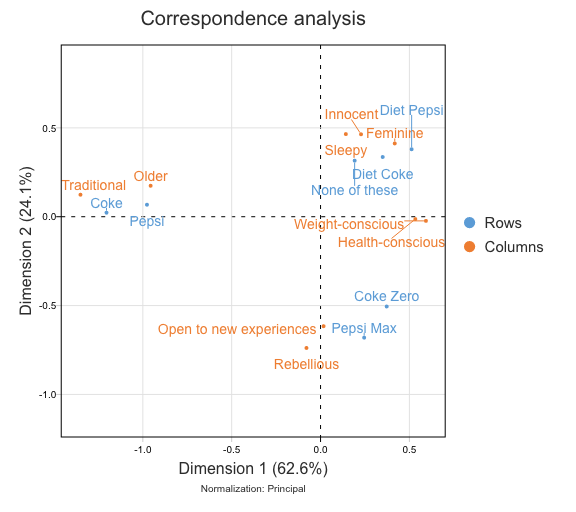 Correspondence analysis
Innocent
Diet Pepsi
0.5
Feminine
Sleepy
Older
Diet Coke
Traditional
None of these
Coke
0.0
Pepsi
Weight-conscious
Rows
Health-conscious
Columns
Dimension 2 (24.1%)
Coke Zero
-0.5
Open to new experiences
Pepsi Max
Rebellious
-1.0
-1.0
-0.5
0.0
0.5
Dimension 1 (62.6%)
Normalization: Principal